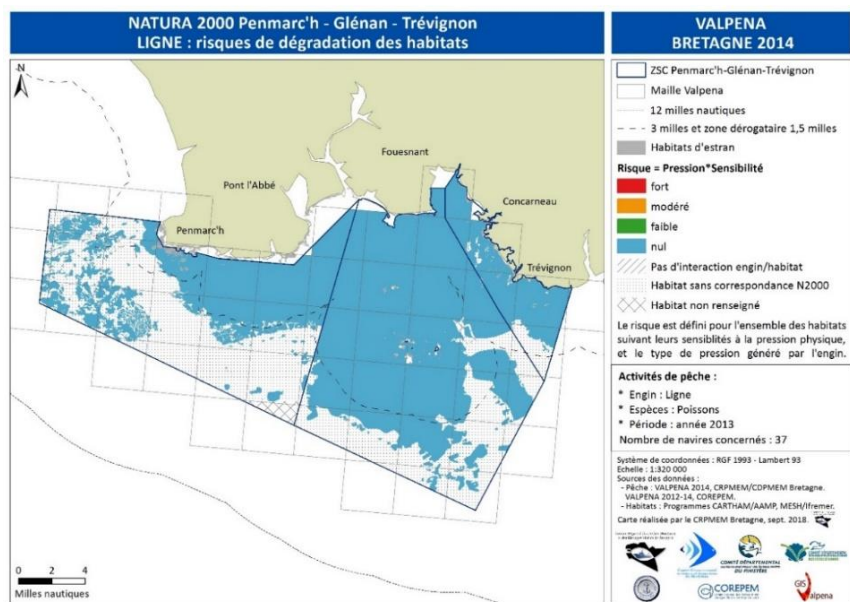 NATURA 2000 Penmarc'h - Glénan - Trévignon
LIGNE : risques de dégradation des habitats
VALPENA
BRETAGNE 2014
N
Fouesnant
Pont l'Abbé
Concarneau
Penmarc'h
Trévignon
0 2 4
Milles nautiques
ZSC Penmarc'h-Glénan-Trévignon
Maille Valpena
12 milles nautiques
3 milles et zone dérogataire 1,5 milles
Habitats d'estran
Risque = Pression*Sensibilité
fort
modéré
faible
nul
Pas d'interaction engin/habitat
Habitat sans correspondance N2000
Habitat non renseigné
Le risque est défini pour l'ensemble des habitats
suivant leurs sensiblités à la pression physique,
et le type de pression généré par l'engin.
Activités de pêche :
* Engin : Ligne
* Espèces : Poissons
* Période : année 2013
Nombre de navires concernés : 37
Système de coordonnées : RGF 1993 - Lambert 93
Echelle : 1:320 000
Sources des données :
- Pêche : VALPENA 2014, CRPMEM/CDPMEM Bretagne.
VALPENA 2012-14, COREPEM.
- Habitats : Programmes CARTHAM/AAMP, MESH/Ifremer.
Carte réalisée par le CRPMEM Bretagne, sept. 2018.
COMITÉ DÉPARTEMENTAL
DU FINISTÈRE
COREPEM
GIS
Valpena